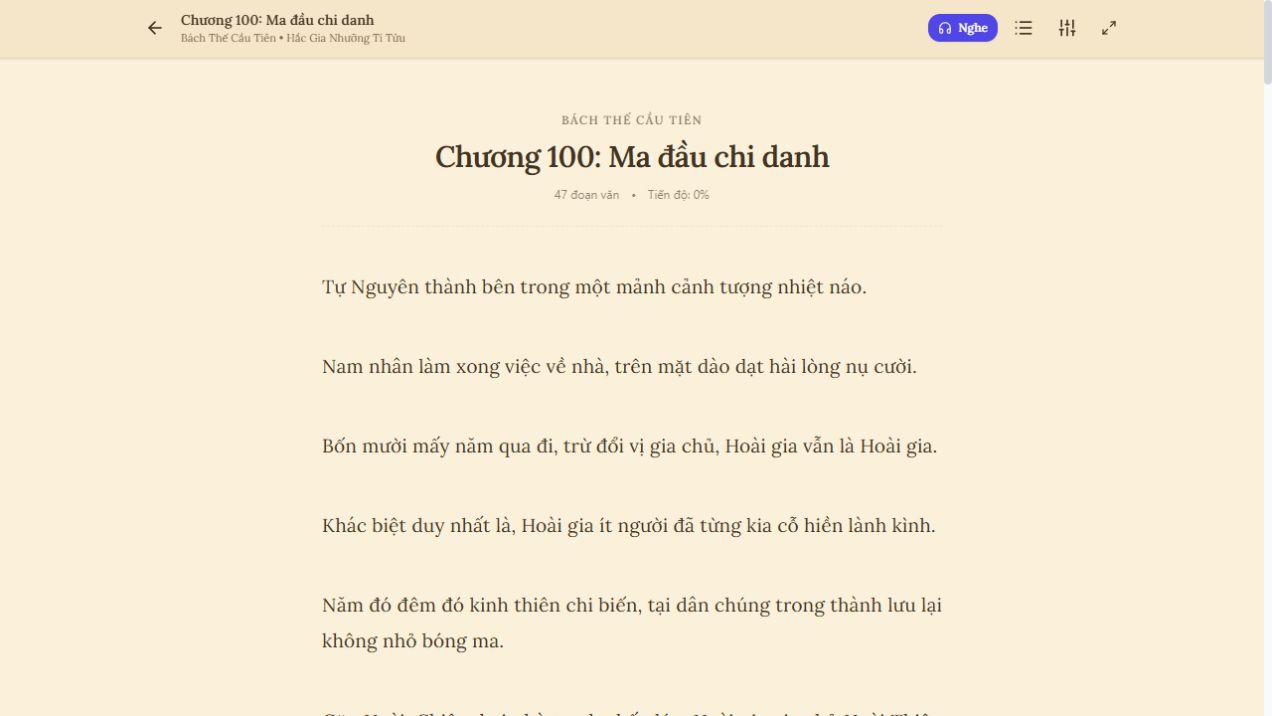 Chương 100: Ma đầu chi danh
Bách Thế Cầu Tiên • Hắc Gia Nhưỡng Ti Tửu
Nghe
BÁCH THẾ CẦU TIÊN
Chương 100: Ma đầu chi danh
47 đoạn văn • Tiến độ: 0%
Tự Nguyên thành bên trong một mảnh cảnh tượng nhiệt náo.
Nam nhân làm xong việc về nhà, trên mặt dào dạt hài lòng nụ cười.
Bốn mười mấy năm qua đi, trừ đổi vị gia chủ, Hoài gia vẫn là Hoài gia.
Khác biệt duy nhất là, Hoài gia ít người đã từng kia cỗ hiền lành kình.
Năm đó đêm đó kinh thiên chi biến, tại dân chúng trong thành lưu lại
không nhỏ bóng ma.